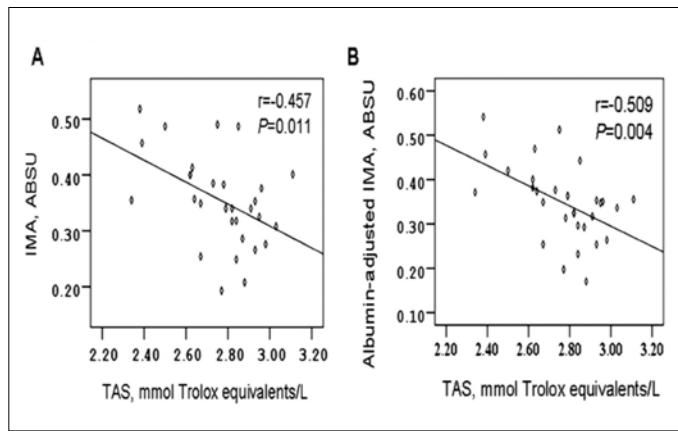 A
r=-0.457
P=0.011
IMA, ABSU
0.50
0.40
0.30
0.20
2.20 2.40 2.60 2.80 3.00 3.20
TAS, mmol Trolox equivalents/L
B
r=-0.509
P=0.004
Albumin-adjusted IMA, ABSU
0.60
0.50
0.40
0.30
0.20
0.10
2.20 2.40 2.60 2.80 3.00 3.20
TAS, mmol Trolox equivalents/L